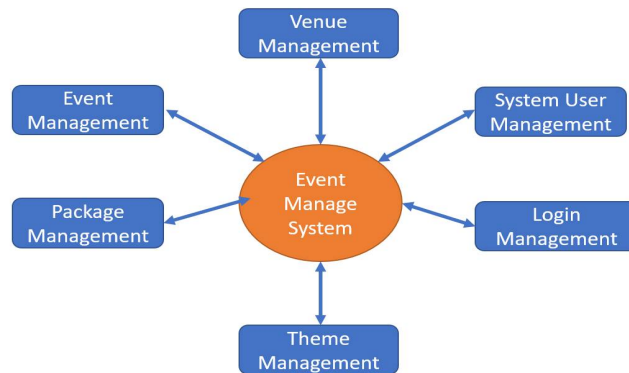 Venue
Management
Event
Management
System User
Management
Event
Manage
System
Package
Management
Login
Management
Theme
Management